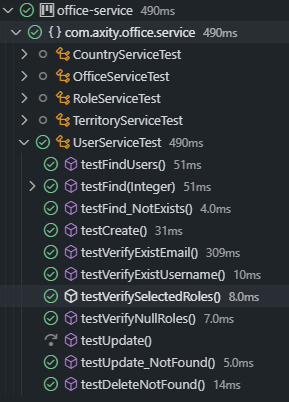 office-service 490ms
{ } com.axity.office.service 490ms
CountryServiceTest
OfficeServiceTest
RoleServiceTest
TerritoryServiceTest
UserServiceTest 490ms
testFindUsers() 51ms
testFind(Integer) 51ms
testFind_NotExists() 4.0ms
testCreate() 31ms
testVerifyExistEmail() 309ms
testVerifyExistUsername() 10ms
testVerifySelectedRoles() 8.0ms
testVerifyNullRoles() 7.0ms
testUpdate()
testUpdate_NotFound() 5.0ms
testDeleteNotFound() 14ms